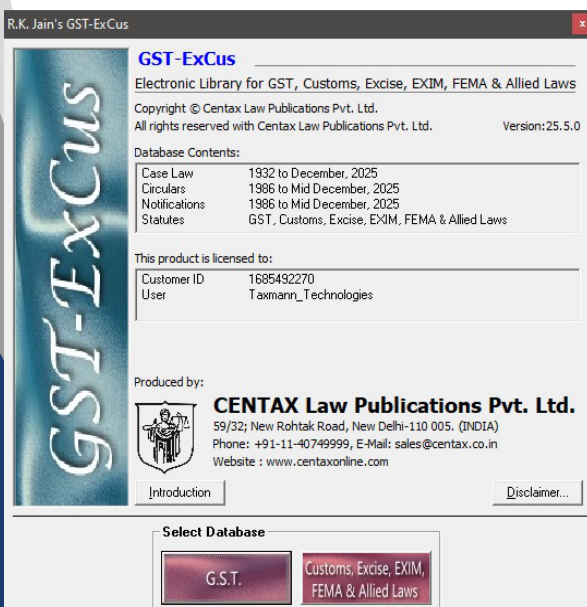 R.K. Jain's GST-ExCus
x
GST-ExCus
GST-ExCus
Electronic Library for GST, Customs, Excise, EXIM, FEMA & Allied Laws
Copyright © Centax Law Publications Pvt. Ltd.
All rights reserved with Centax Law Publications Pvt. Ltd. Version:25.5.0
Database Contents:
Case Law 1932 to December, 2025
Circulars 1986 to Mid December, 2025
Notifications 1986 to Mid December, 2025
Statutes GST, Customs, Excise, EXIM, FEMA & Allied Laws
This product is licensed to:
Customer ID 1685492270
User Taxmann_Technologies
Produced by:
CENTAX Law Publications Pvt. Ltd.
59/32; New Rohtak Road, New Delhi-110 005. (INDIA)
Phone: +91-11-40749999, E-Mail: sales@centax.co.in
Website : www.centaxonline.com
Introduction Disclaimer...
Select Database
G.S.T.
Customs, Excise, EXIM,
FEMA & Allied Laws